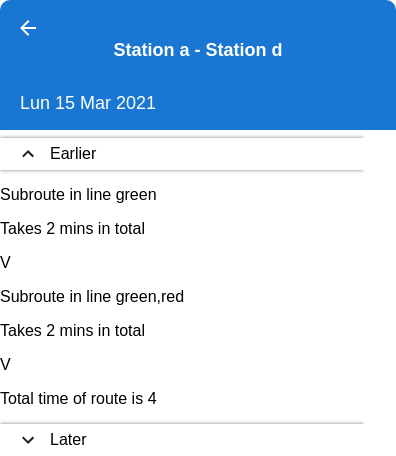 Station a - Station d
Lun 15 Mar 2021
Earlier
Subroute in line green
Takes 2 mins in total
V
Subroute in line green,red
Takes 2 mins in total
V
Total time of route is 4
Later